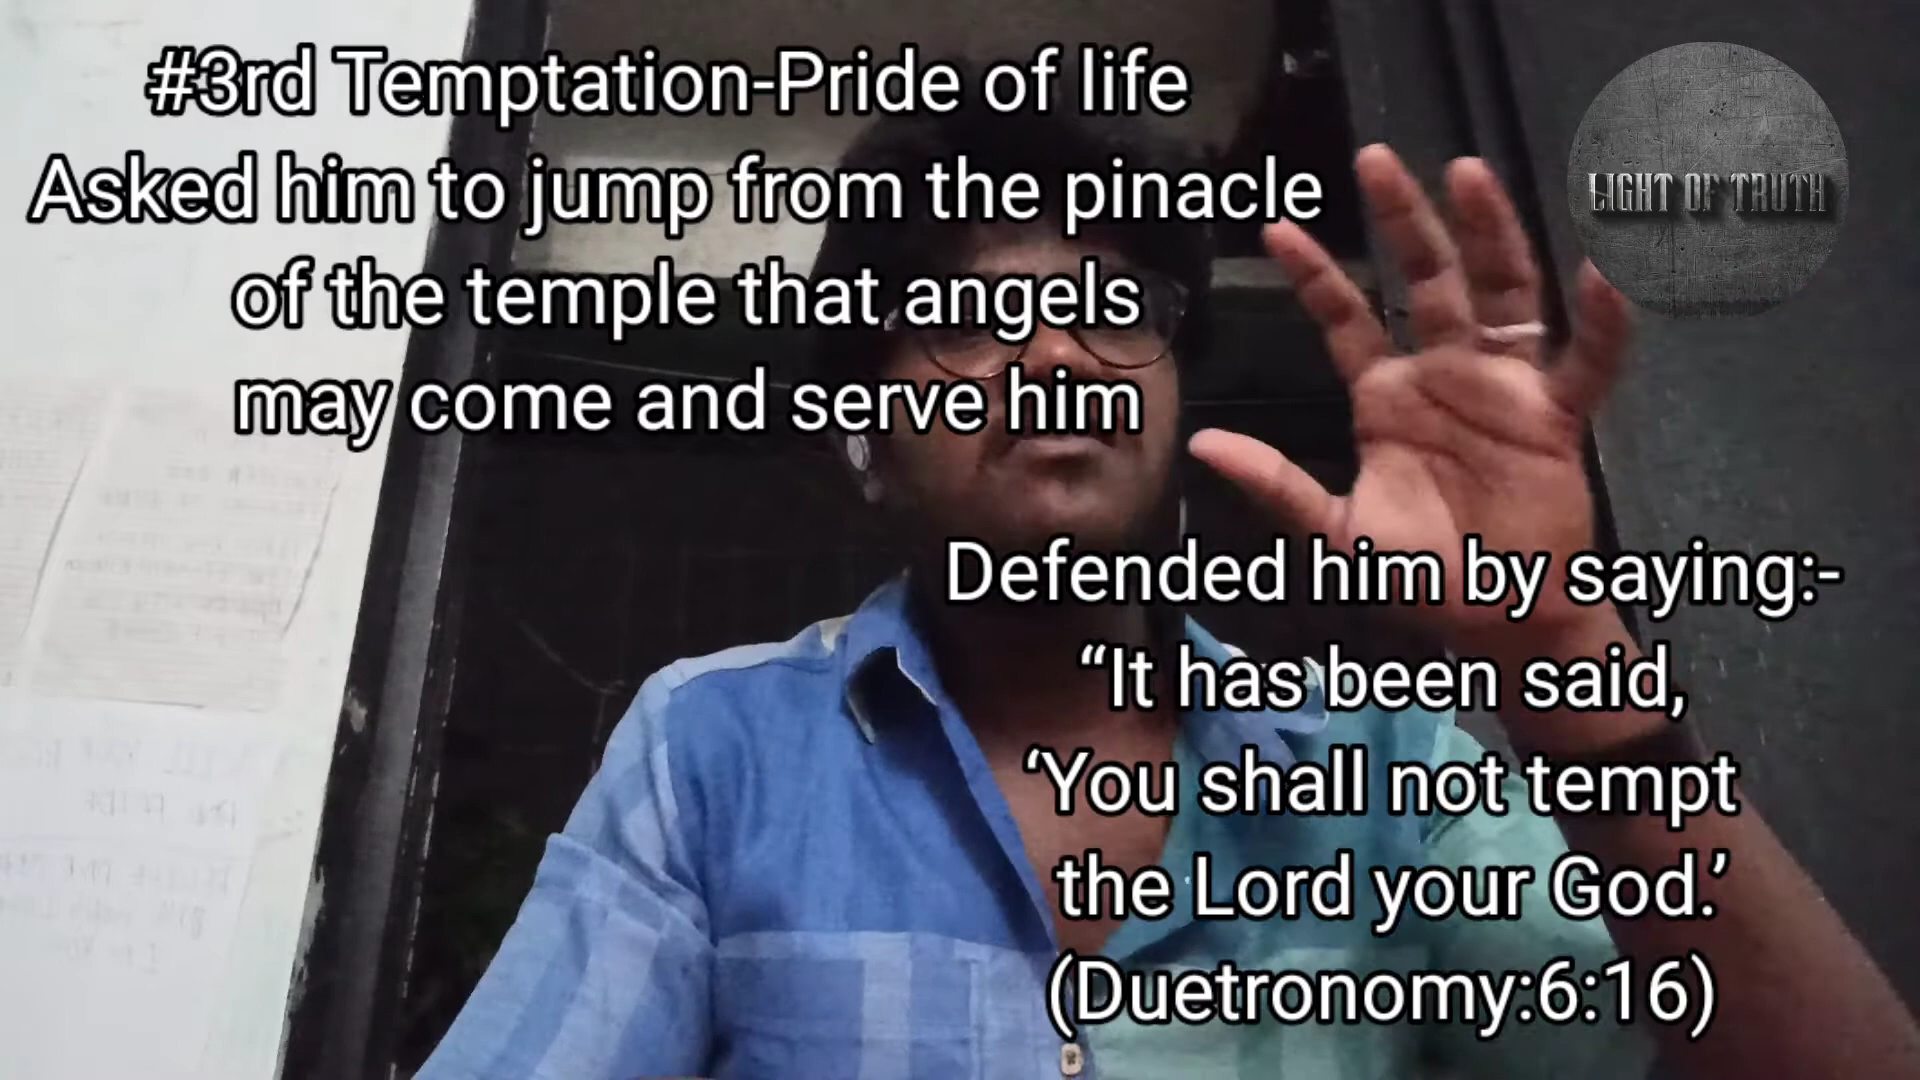 #3rd Temptation-Pride of life
Asked him to jump from the pinacle
of the temple that angels
may come and serve him
LIGHT OF TRUTH
Defended him by saying:-
“It has been said,
‘You shall not tempt
the Lord your God.’
(Duetronomy:6:16)